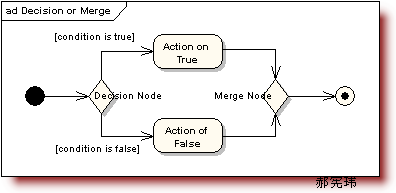 ad Decision or Merge
[condition is true]
Action on
True
Decision Node
Merge Node
Action of
False
[condition is false]
郝宪玮